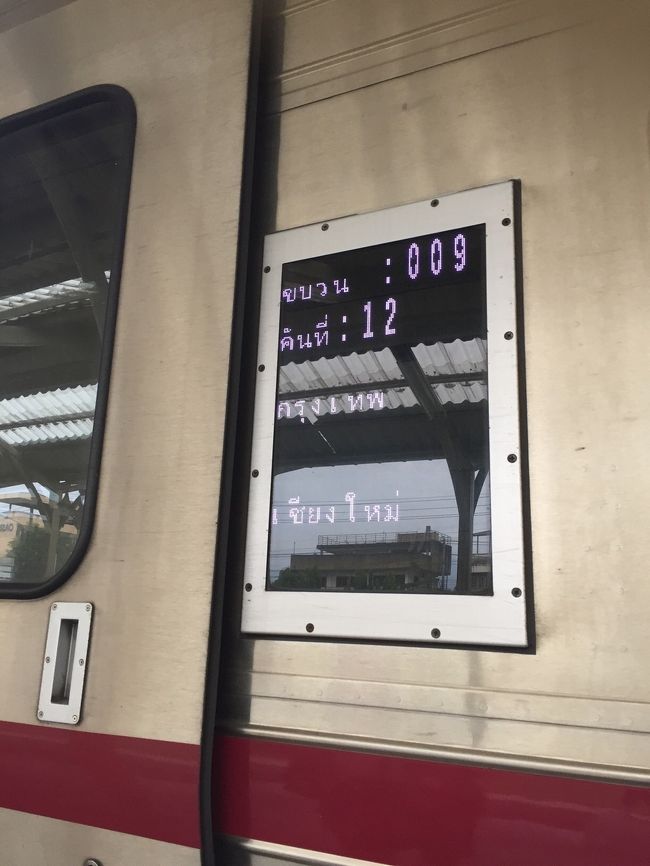 ขบวน : 009
คันที่ : 12
กรุงเทพ
เชียงใหม่